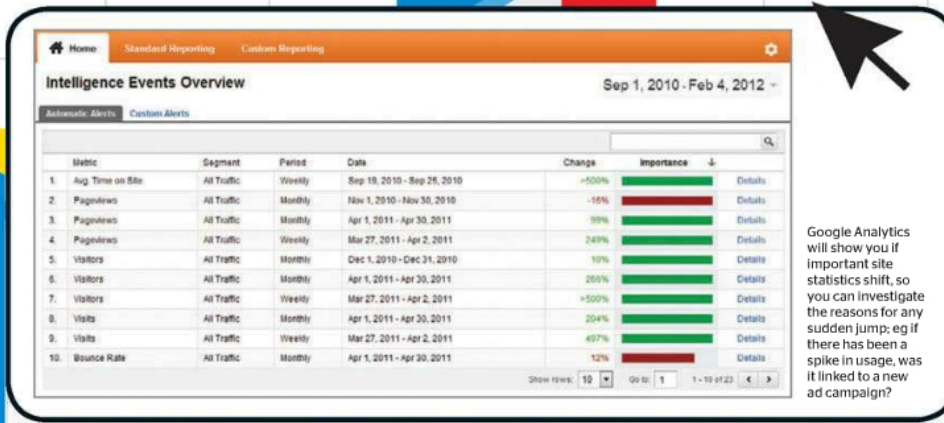 Home Standard Reporting Custom Reporting
Intelligence Events Overview
Sep 1, 2010 - Feb 4, 2012
Automatic Alerts Custom Alerts
Metric Segment Period Date Change Importance ↓
1. Avg. Time on Site All Traffic Weekly Sep 19, 2010 - Sep 25, 2010 >500% Details
2. Pageviews All Traffic Monthly Nov 1, 2010 - Nov 30, 2010 -16% Details
3. Pageviews All Traffic Monthly Apr 1, 2011 - Apr 30, 2011 99% Details
4. Pageviews All Traffic Weekly Mar 27, 2011 - Apr 2, 2011 249% Details
5. Visitors All Traffic Monthly Dec 1, 2010 - Dec 31, 2010 10% Details
6. Visitors All Traffic Monthly Apr 1, 2011 - Apr 30, 2011 266% Details
7. Visitors All Traffic Weekly Mar 27, 2011 - Apr 2, 2011 >500% Details
8. Visits All Traffic Monthly Apr 1, 2011 - Apr 30, 2011 204% Details
9. Visits All Traffic Weekly Mar 27, 2011 - Apr 2, 2011 497% Details
10. Bounce Rate All Traffic Monthly Apr 1, 2011 - Apr 30, 2011 12% Details
Show rows: 10 Go to: 1 1 - 10 of 23
Google Analytics
will show you if
important site
statistics shift, so
you can investigate
the reasons for any
sudden jump; eg if
there has been a
spike in usage, was
it linked to a new
ad campaign?